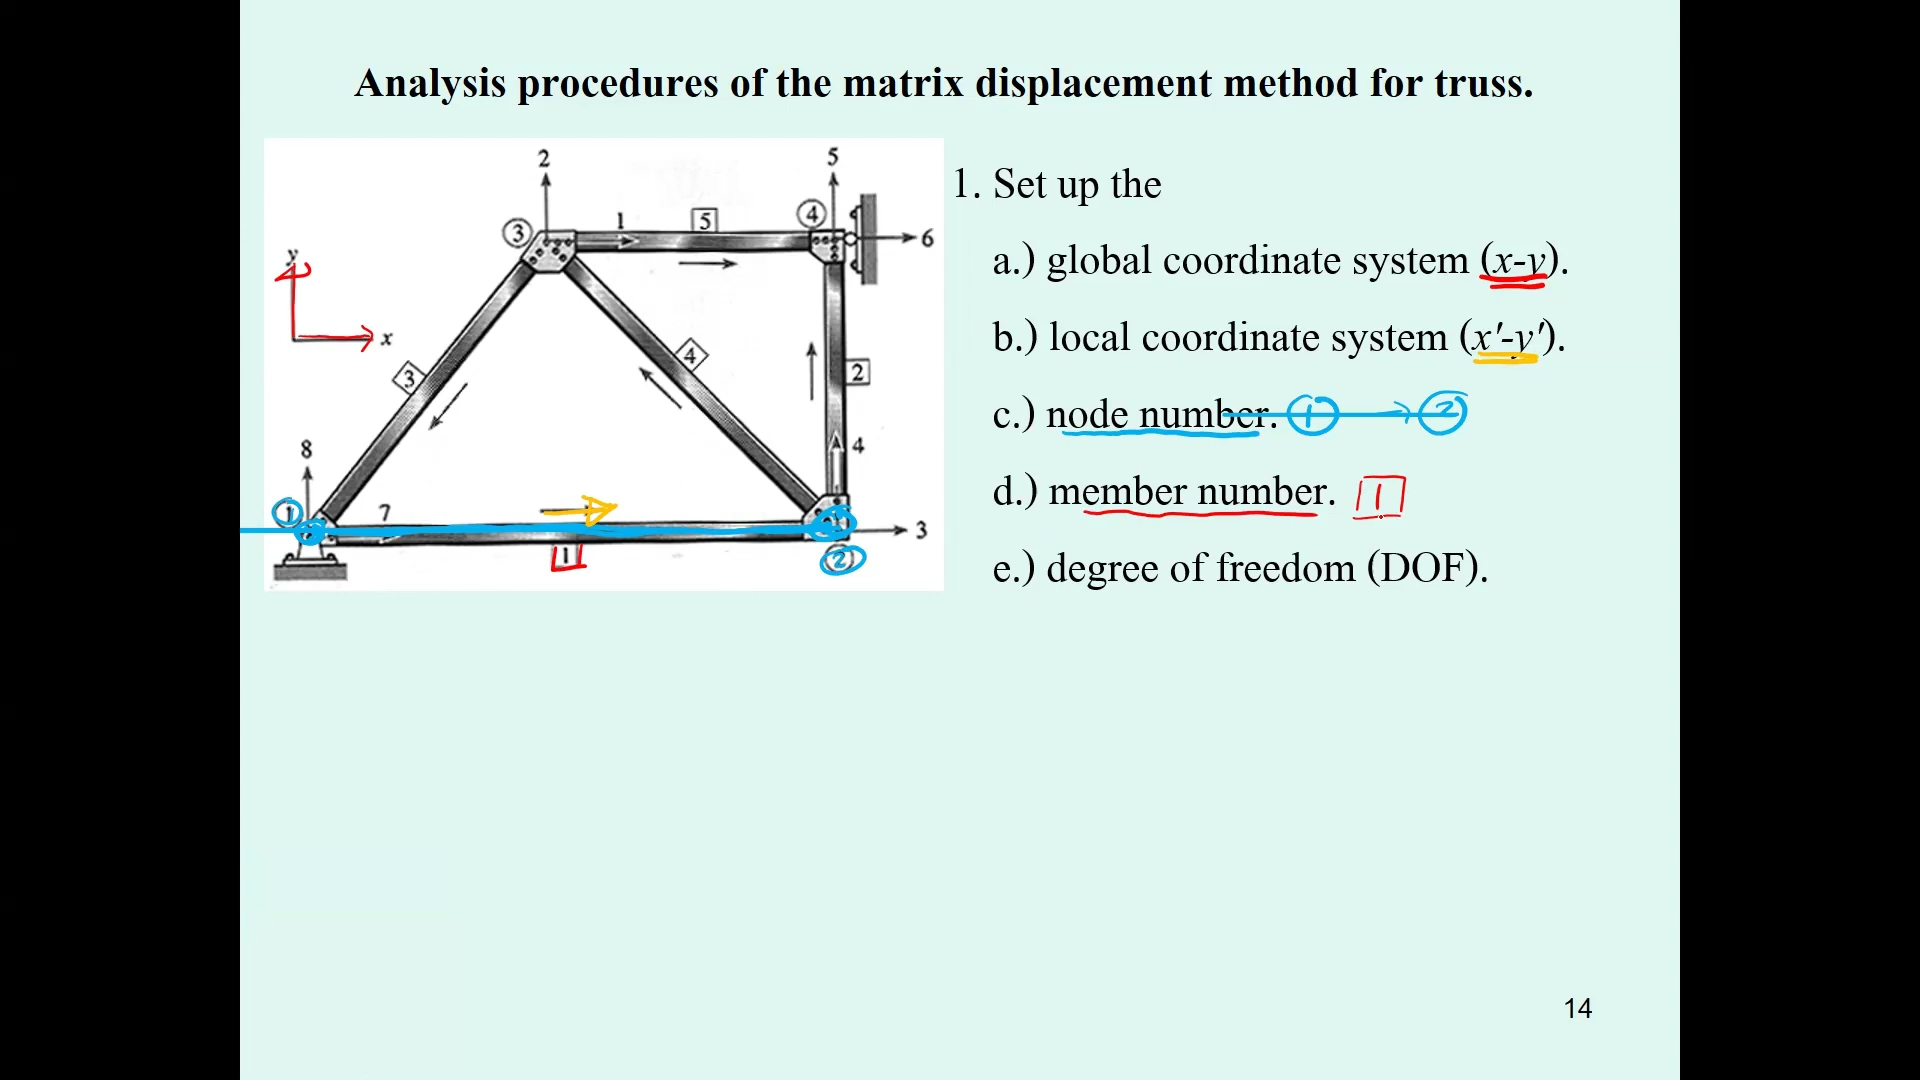 Analysis procedures of the matrix displacement method for truss.
2
5
③
1
5
④
6
y
x
3
4
2
8
4
①
7
3
1
②
1. Set up the
a.) global coordinate system (x-y).
b.) local coordinate system (x'-y').
c.) node number. ① ②
d.) member number. 1
e.) degree of freedom (DOF).
14